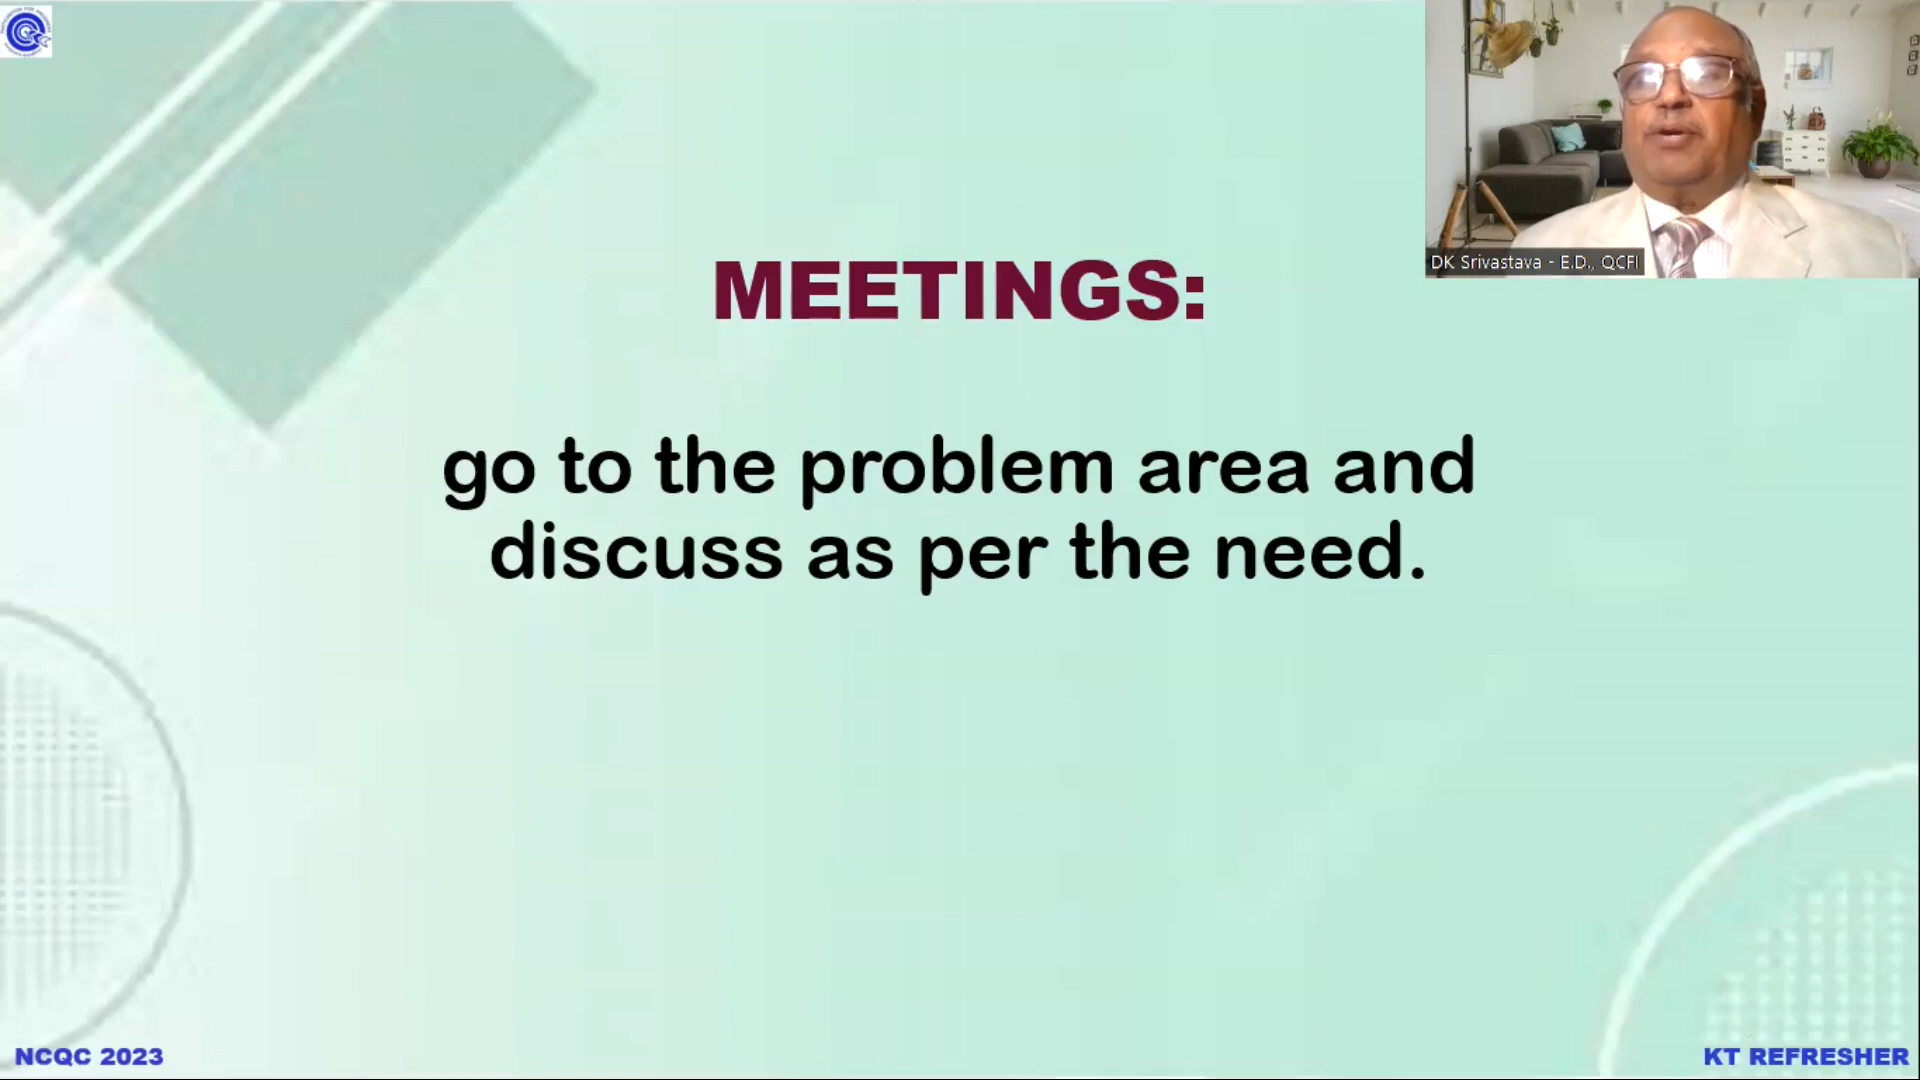 DK Srivastava - E.D., QCFI
MEETINGS:
go to the problem area and
discuss as per the need.
NCQC 2023
KT REFRESHER